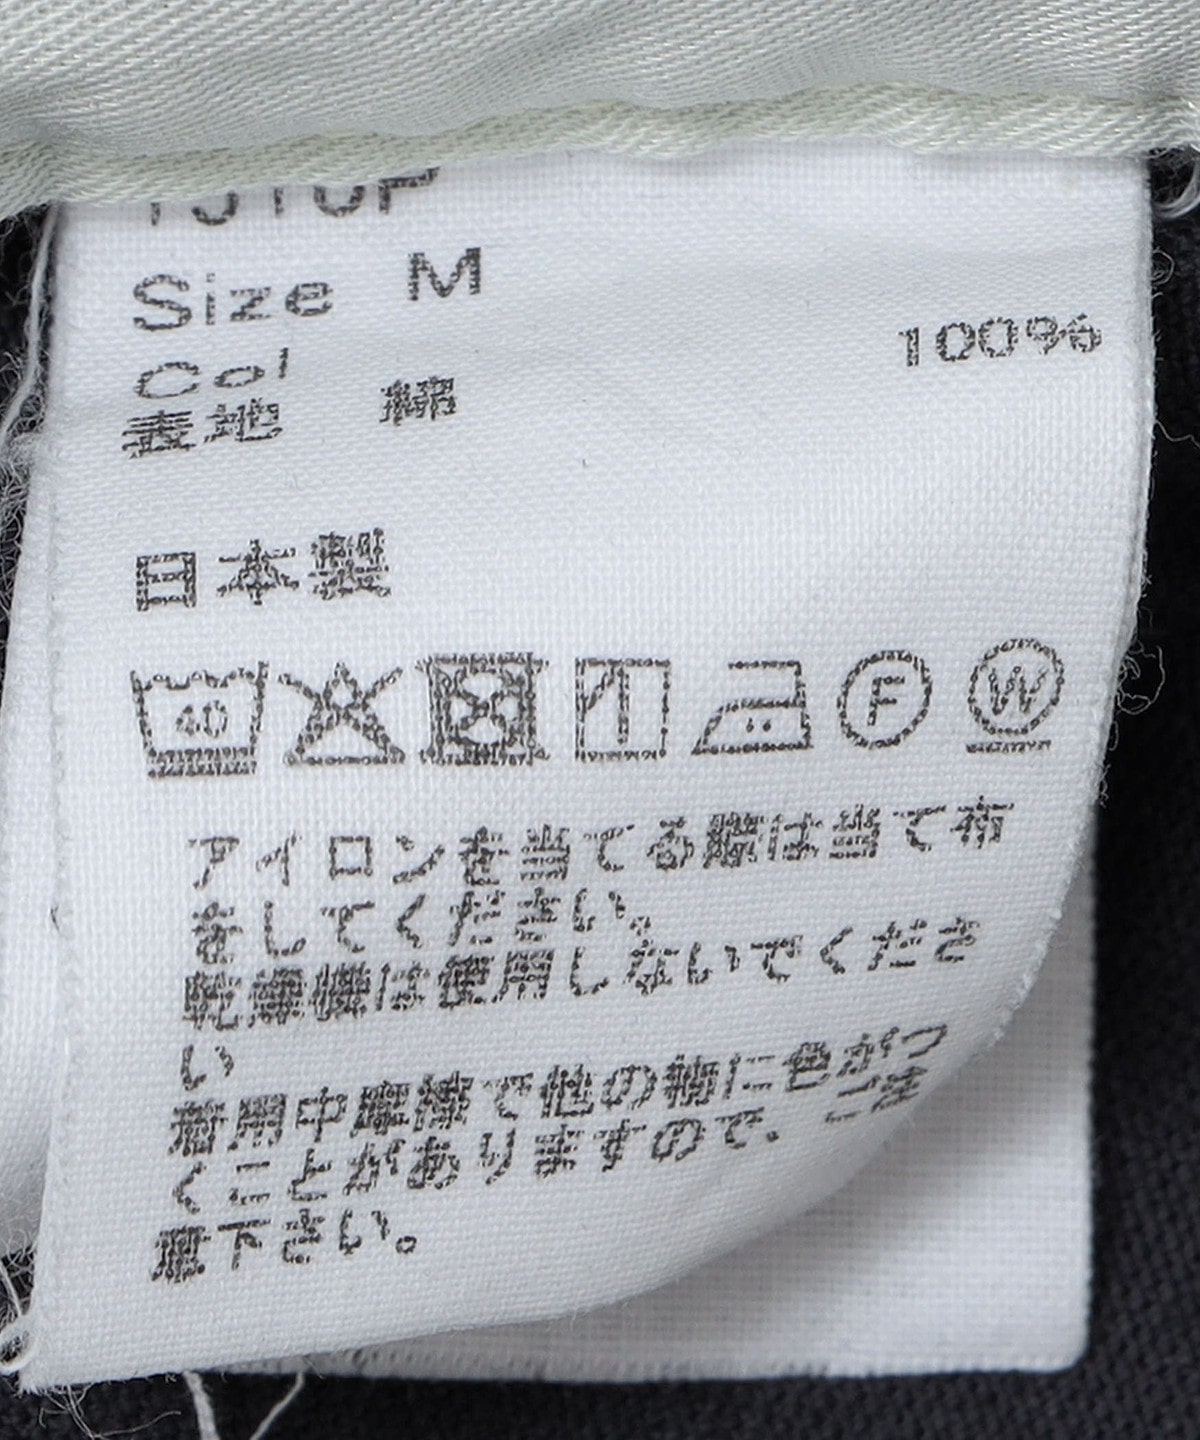 Size M
Col
表地 綿 100%
日本製
40
F
W
アイロンを当てる際は当て布
をしてください。
乾燥機は使用しないでくださ
い
着用中摩擦で他の物に色がつ
くことがありますので、ご注
意下さい。